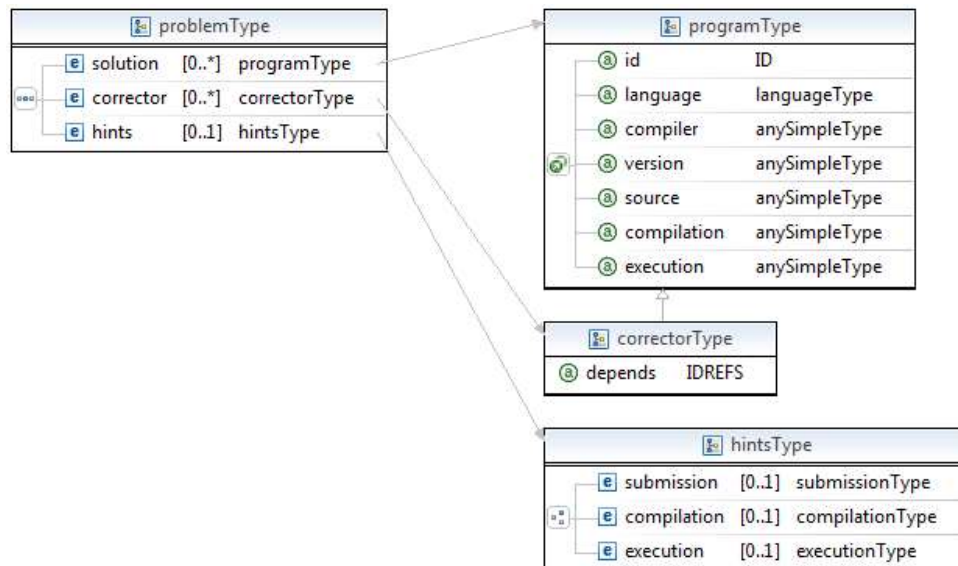 problemType
e solution [0..*] programType
e corrector [0..*] correctorType
e hints [0..1] hintsType
programType
a id ID
a language languageType
a compiler anySimpleType
a version anySimpleType
a source anySimpleType
a compilation anySimpleType
a execution anySimpleType
correctorType
a depends IDREFS
hintsType
e submission [0..1] submissionType
e compilation [0..1] compilationType
e execution [0..1] executionType